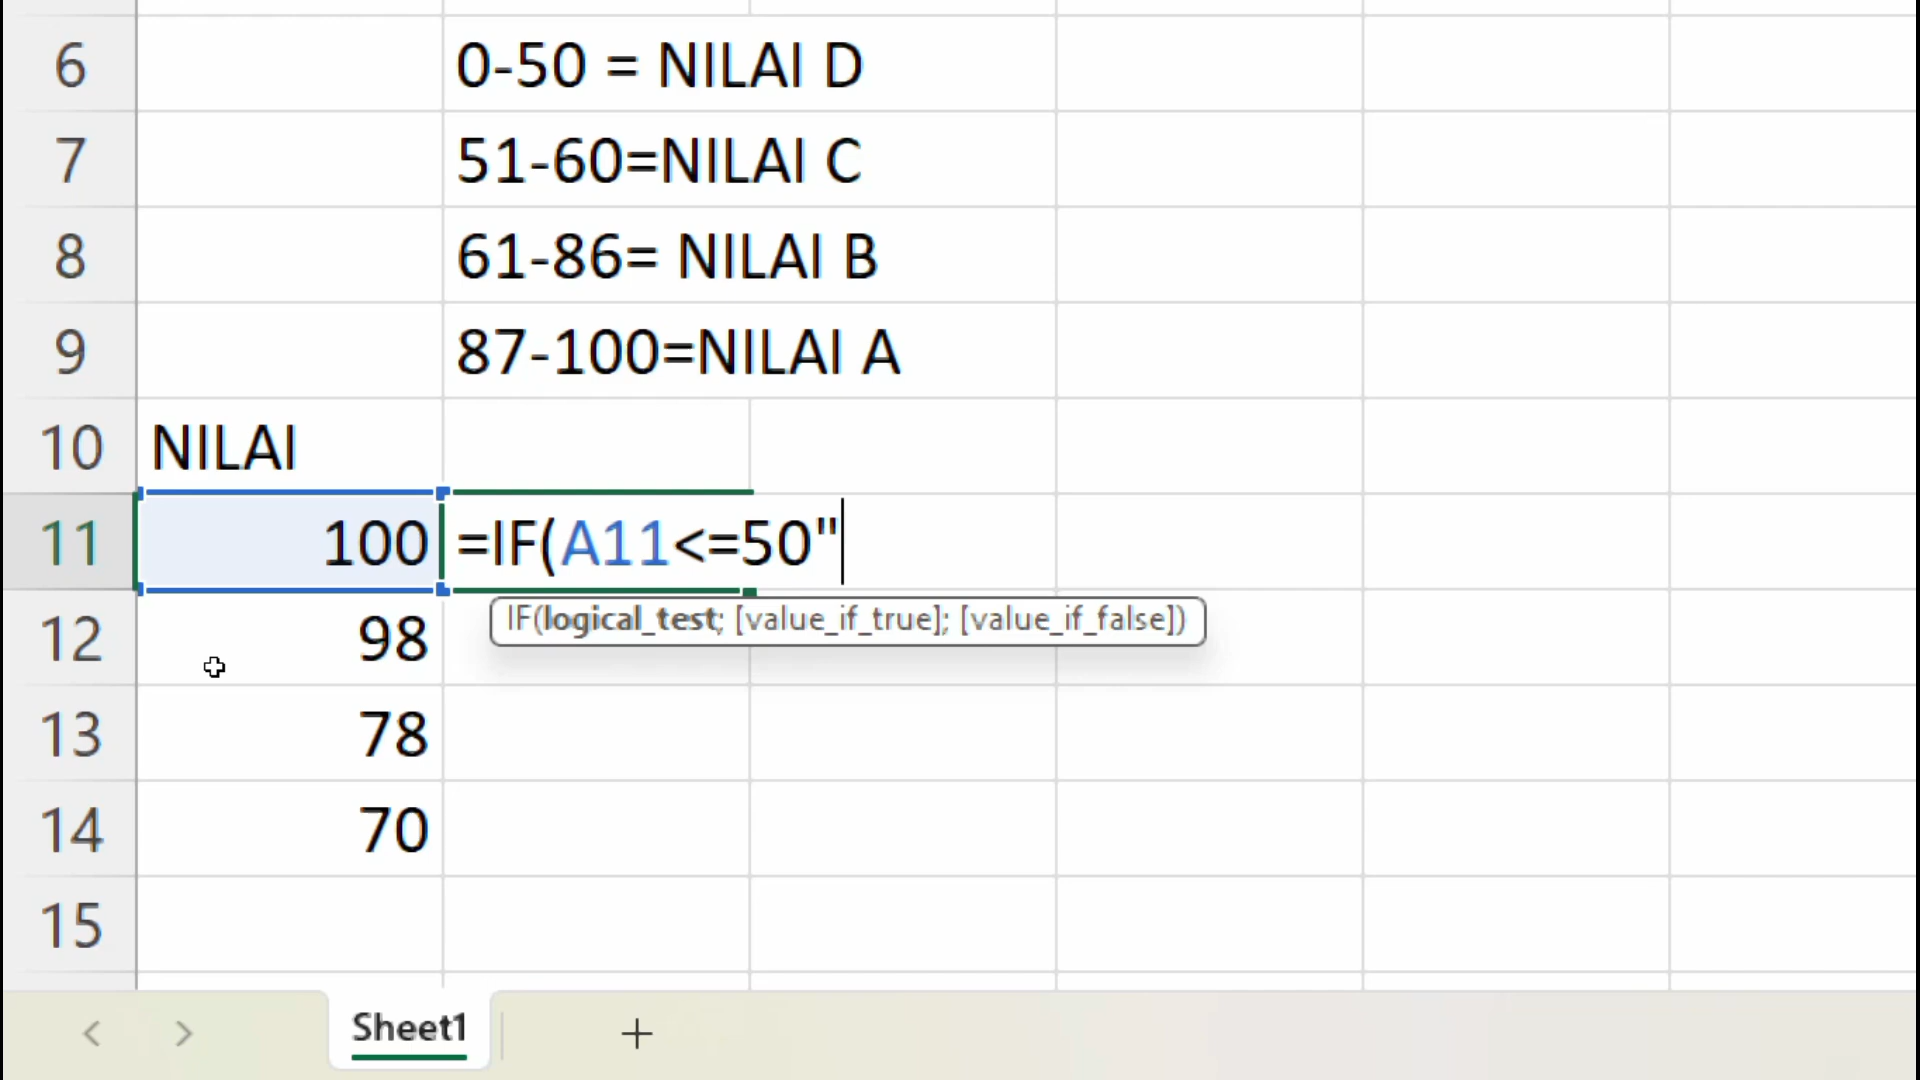 6 0-50 = NILAI D
7 51-60=NILAI C
8 61-86= NILAI B
9 87-100=NILAI A
10 NILAI
11 100 =IF(A11<=50"
IF(logical_test; [value_if_true]; [value_if_false])
12 98
13 78
14 70
15
Sheet1